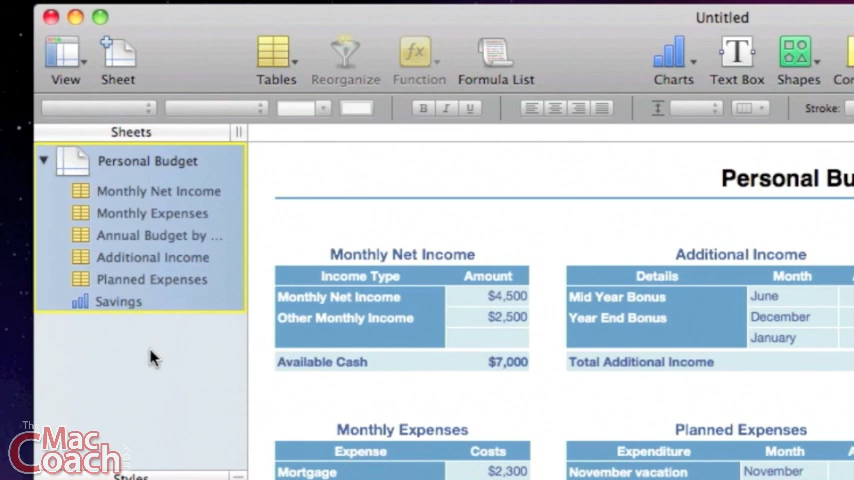 Untitled
View
Sheet
Tables
Reorganize
Function
Formula List
Charts
Text Box
Shapes
B I U
Stroke:
Sheets
Personal Budget
Monthly Net Income
Monthly Expenses
Annual Budget by ...
Additional Income
Planned Expenses
Savings
Personal Bu
Monthly Net Income
Income Type Amount
Monthly Net Income $4,500
Other Monthly Income $2,500
Available Cash $7,000
Additional Income
Details Month
Mid Year Bonus June
Year End Bonus December
January
Total Additional Income
Monthly Expenses
Expense Costs
Mortgage $2,300
Planned Expenses
Expenditure Month
November vacation November
The
Mac
Coach
Styles